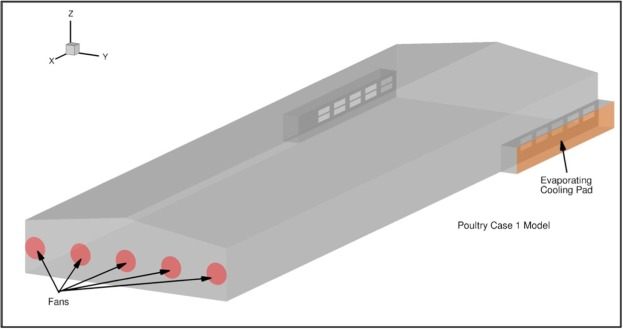 Z
X
Y
Evaporating
Cooling Pad
Poultry Case 1 Model
Fans